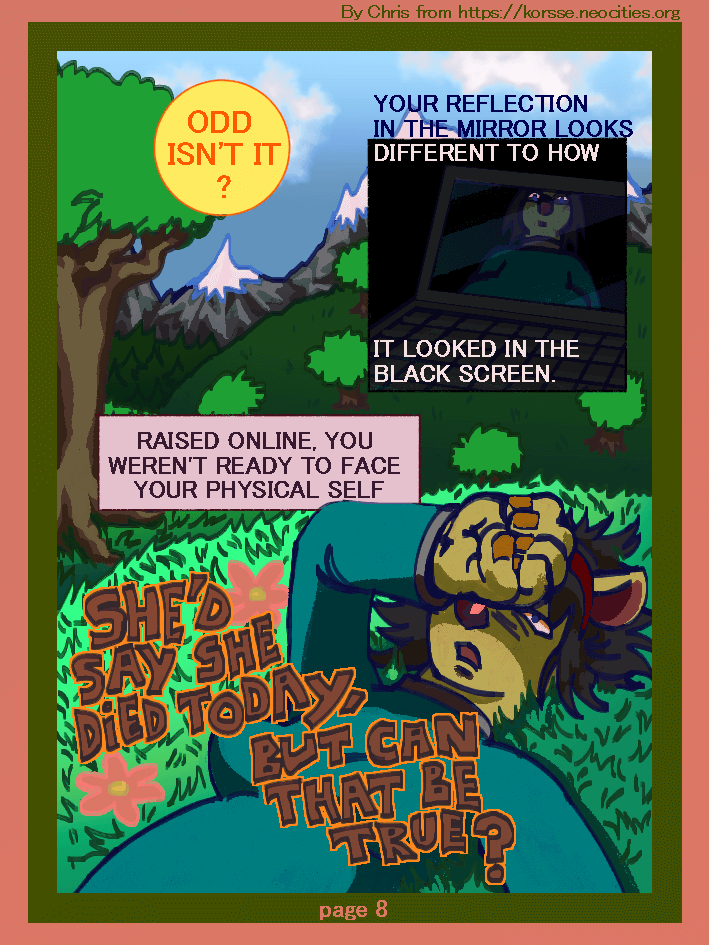 By Chris from https://korsse.neocities.org
ODD
ISN'T IT
?
YOUR REFLECTION
IN THE MIRROR LOOKS
DIFFERENT TO HOW
IT LOOKED IN THE
BLACK SCREEN.
RAISED ONLINE, YOU
WEREN'T READY TO FACE
YOUR PHYSICAL SELF
SHE'D
SAY SHE
DiED TODAY,
BUT CAN
THAT BE
TRUE?
page 8